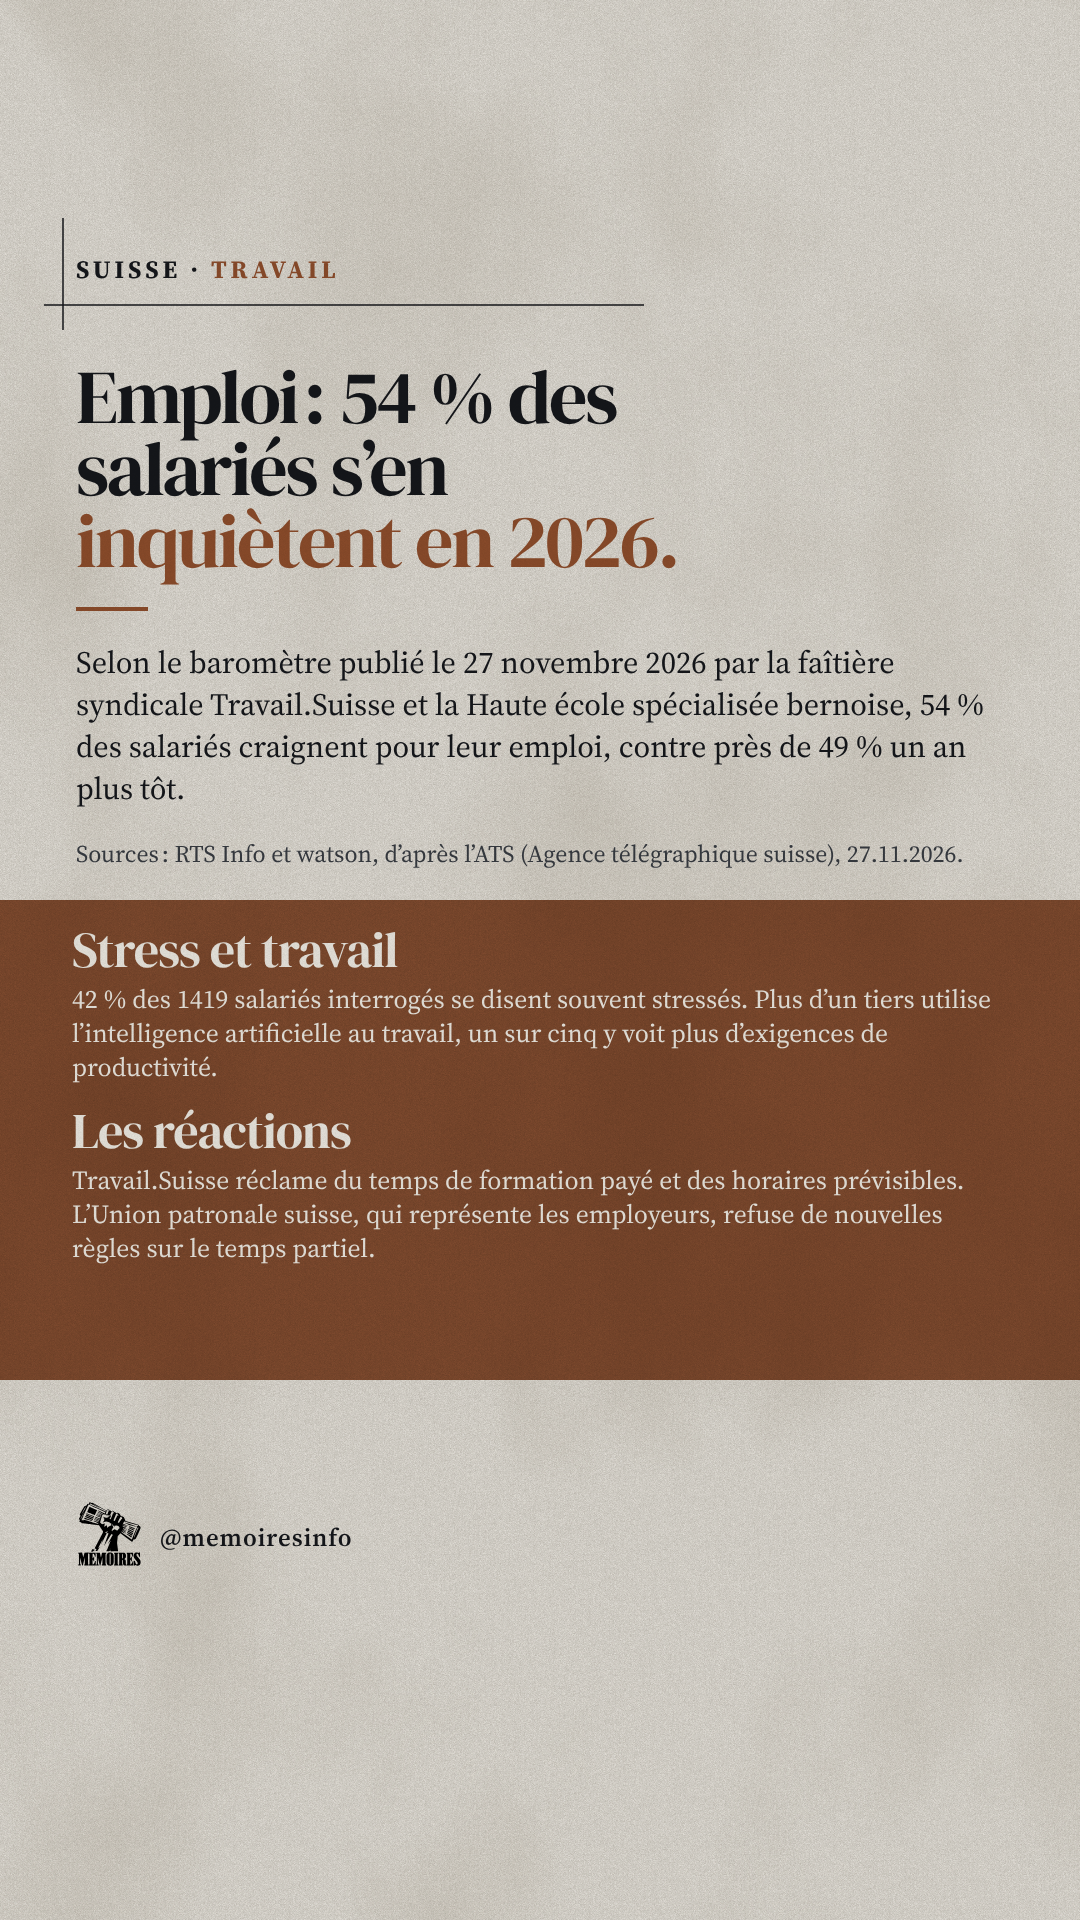 SUISSE · TRAVAIL
Emploi : 54 % des
salariés s’en
inquiètent en 2026.
Selon le baromètre publié le 27 novembre 2026 par la faîtière
syndicale Travail.Suisse et la Haute école spécialisée bernoise, 54 %
des salariés craignent pour leur emploi, contre près de 49 % un an
plus tôt.
Sources : RTS Info et watson, d’après l’ATS (Agence télégraphique suisse), 27.11.2026.
Stress et travail
42 % des 1419 salariés interrogés se disent souvent stressés. Plus d’un tiers utilise
l’intelligence artificielle au travail, un sur cinq y voit plus d’exigences de
productivité.
Les réactions
Travail.Suisse réclame du temps de formation payé et des horaires prévisibles.
L’Union patronale suisse, qui représente les employeurs, refuse de nouvelles
règles sur le temps partiel.
MÉMOIRES
@memoiresinfo